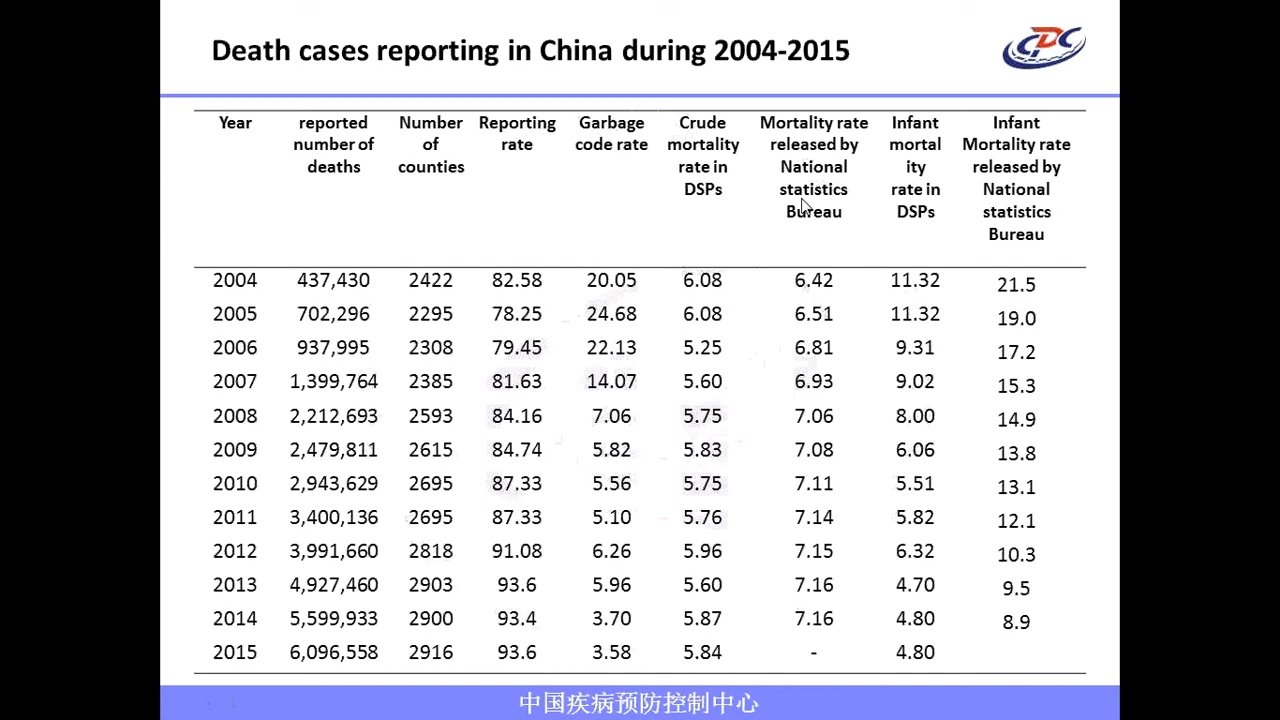 Death cases reporting in China during 2004-2015
CDC
Year reported number of deaths Number of counties Reporting rate Garbage code rate Crude mortality rate in DSPs Mortality rate released by National statistics Bureau Infant mortal ity rate in DSPs Infant Mortality rate released by National statistics Bureau
2004 437,430 2422 82.58 20.05 6.08 6.42 11.32 21.5
2005 702,296 2295 78.25 24.68 6.08 6.51 11.32 19.0
2006 937,995 2308 79.45 22.13 5.25 6.81 9.31 17.2
2007 1,399,764 2385 81.63 14.07 5.60 6.93 9.02 15.3
2008 2,212,693 2593 84.16 7.06 5.75 7.06 8.00 14.9
2009 2,479,811 2615 84.74 5.82 5.83 7.08 6.06 13.8
2010 2,943,629 2695 87.33 5.56 5.75 7.11 5.51 13.1
2011 3,400,136 2695 87.33 5.10 5.76 7.14 5.82 12.1
2012 3,991,660 2818 91.08 6.26 5.96 7.15 6.32 10.3
2013 4,927,460 2903 93.6 5.96 5.60 7.16 4.70 9.5
2014 5,599,933 2900 93.4 3.70 5.87 7.16 4.80 8.9
2015 6,096,558 2916 93.6 3.58 5.84 - 4.80
中国疾病预防控制中心